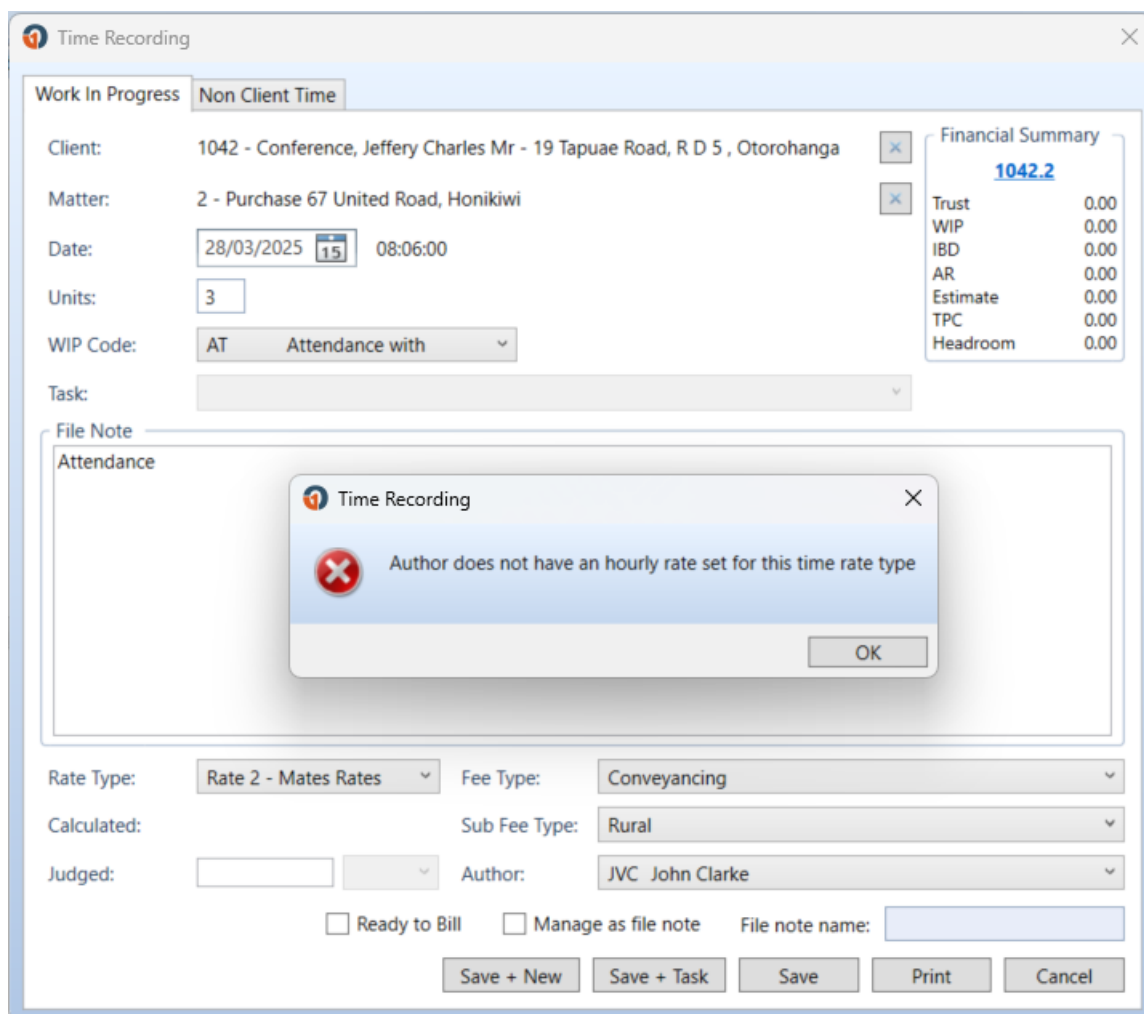 Time Recording
Work In Progress Non Client Time
Client: 1042 - Conference, Jeffery Charles Mr - 19 Tapuae Road, R D 5 , Otorohanga
Matter: 2 - Purchase 67 United Road, Honikiwi
Date: 28/03/2025 15 08:06:00
Units: 3
WIP Code: AT Attendance with
Task:
Financial Summary
1042.2
Trust 0.00
WIP 0.00
IBD 0.00
AR 0.00
Estimate 0.00
TPC 0.00
Headroom 0.00
File Note
Attendance
Time Recording
Author does not have an hourly rate set for this time rate type
OK
Rate Type: Rate 2 - Mates Rates Fee Type: Conveyancing
Calculated: Sub Fee Type: Rural
Judged: Author: JVC John Clarke
Ready to Bill Manage as file note File note name:
Save + New Save + Task Save Print Cancel